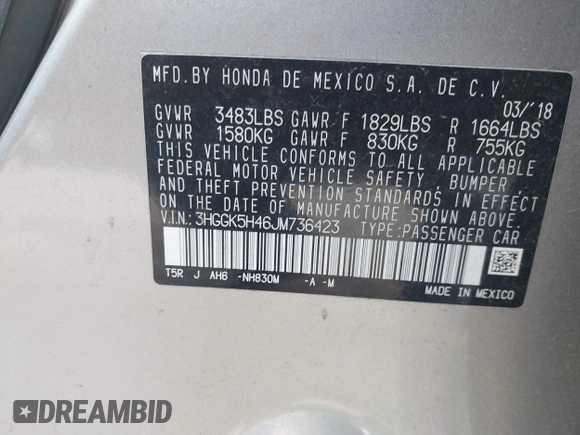 MFD.BY HONDA DE MEXICO S.A. DE C.V.
03/'18
GVWR 3483LBS GAWR F 1829LBS R 1664LBS
GVWR 1580KG GAWR F 830KG R 755KG
THIS VEHICLE CONFORMS TO ALL APPLICABLE
FEDERAL MOTOR VEHICLE SAFETY, BUMPER,
AND THEFT PREVENTION STANDARDS IN EFFECT
ON THE DATE OF MANUFACTURE SHOWN ABOVE.
V.I.N.:3HGGK5H46JM736423 TYPE:PASSENGER CAR
T5R J AH6 -NH830M -A -M
MADE IN MEXICO
DREAMBID